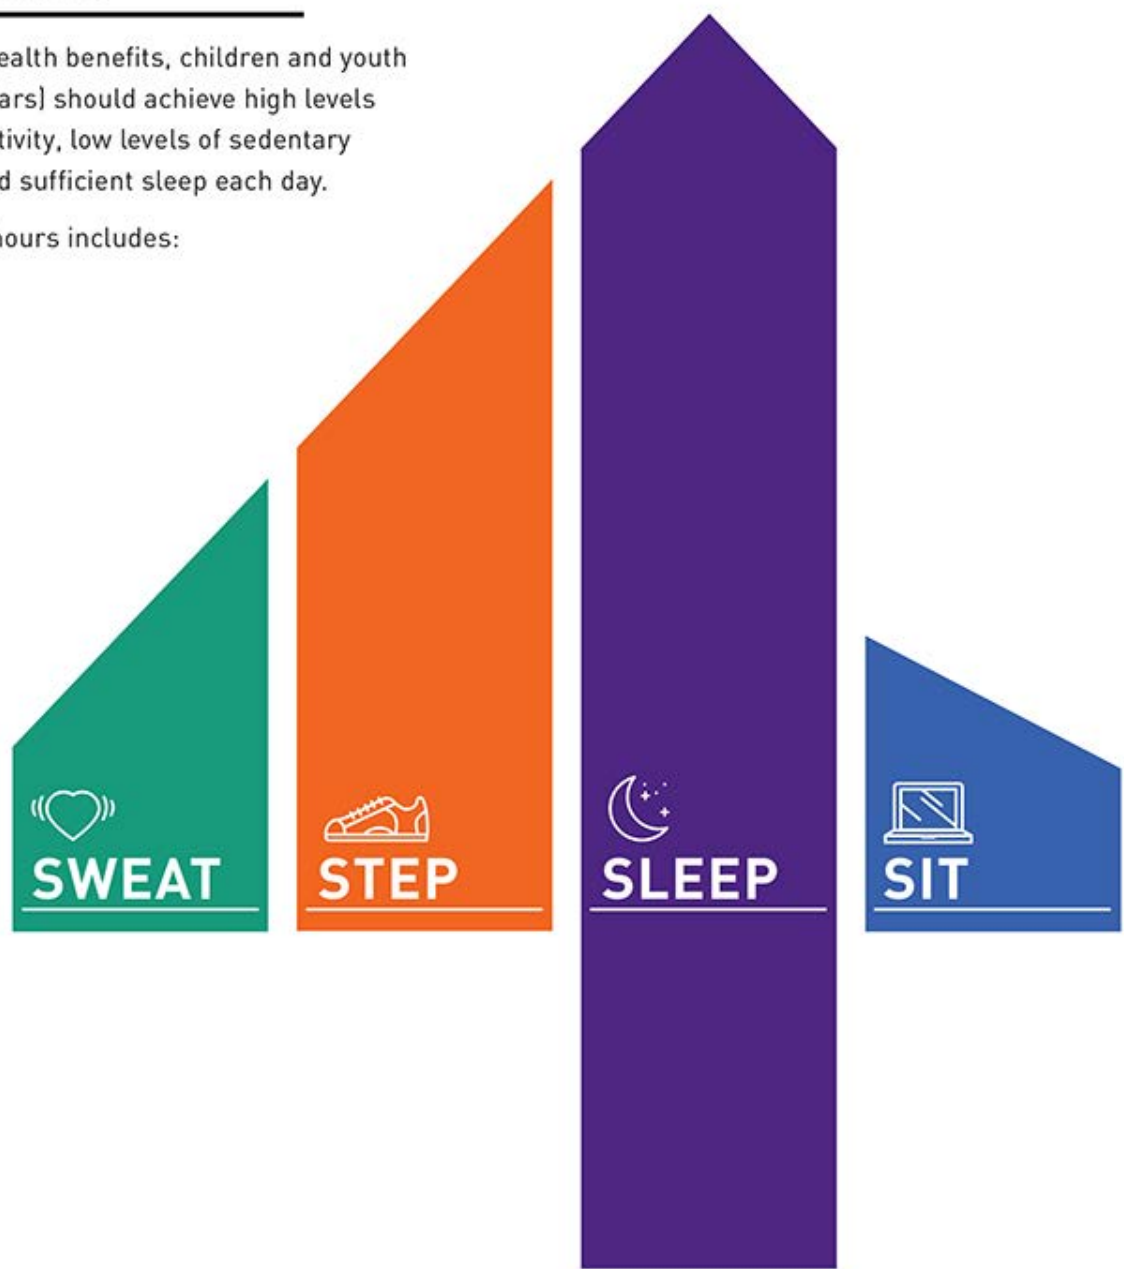 ealth benefits, children and youth
ars) should achieve high levels
tivity, low levels of sedentary
d sufficient sleep each day.
hours includes:
SWEAT
STEP
SLEEP
SIT